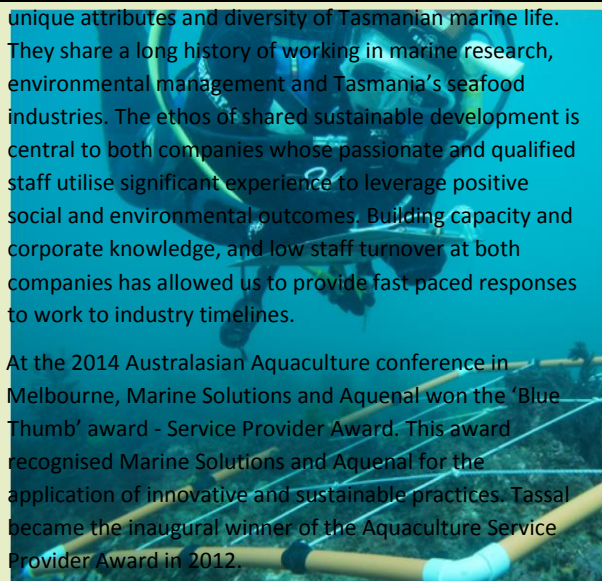 unique attributes and diversity of Tasmanian marine life.
They share a long history of working in marine research,
environmental management and Tasmania's seafood
industries. The ethos of shared sustainable development is
central to both companies whose passionate and qualified
staff utilise significant experience to leverage positive
social and environmental outcomes. Building capacity and
corporate knowledge, and low staff turnover at both
companies has allowed us to provide fast paced responses
to work to industry timelines.
At the 2014 Australasian Aquaculture conference in
Melbourne, Marine Solutions and Aquenal won the ‘Blue
Thumb’ award - Service Provider Award. This award
recognised Marine Solutions and Aquenal for the
application of innovative and sustainable practices. Tassal
became the inaugural winner of the Aquaculture Service
Provider Award in 2012.